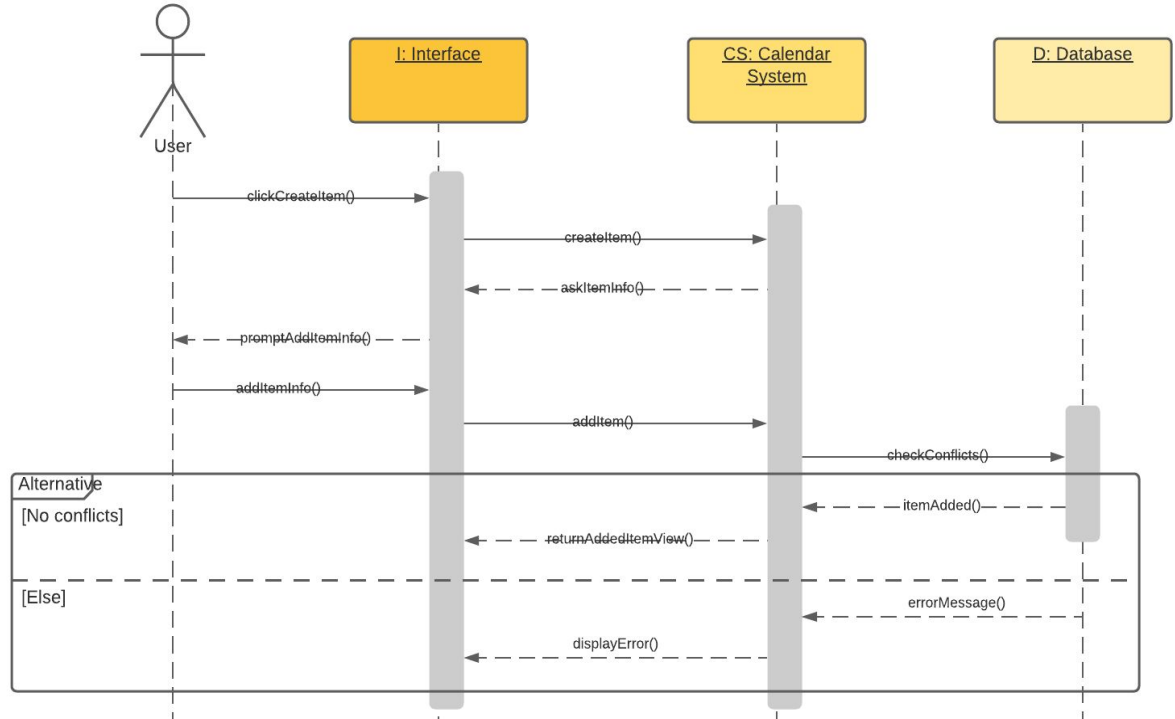 I: Interface
CS: Calendar
System
D: Database
User
clickCreateItem()
createItem()
askItemInfo()
promptAddItemInfo()
addItemInfo()
addItem()
checkConflicts()
Alternative
[No conflicts]
itemAdded()
returnAddedItemView()
[Else]
errorMessage()
displayError()